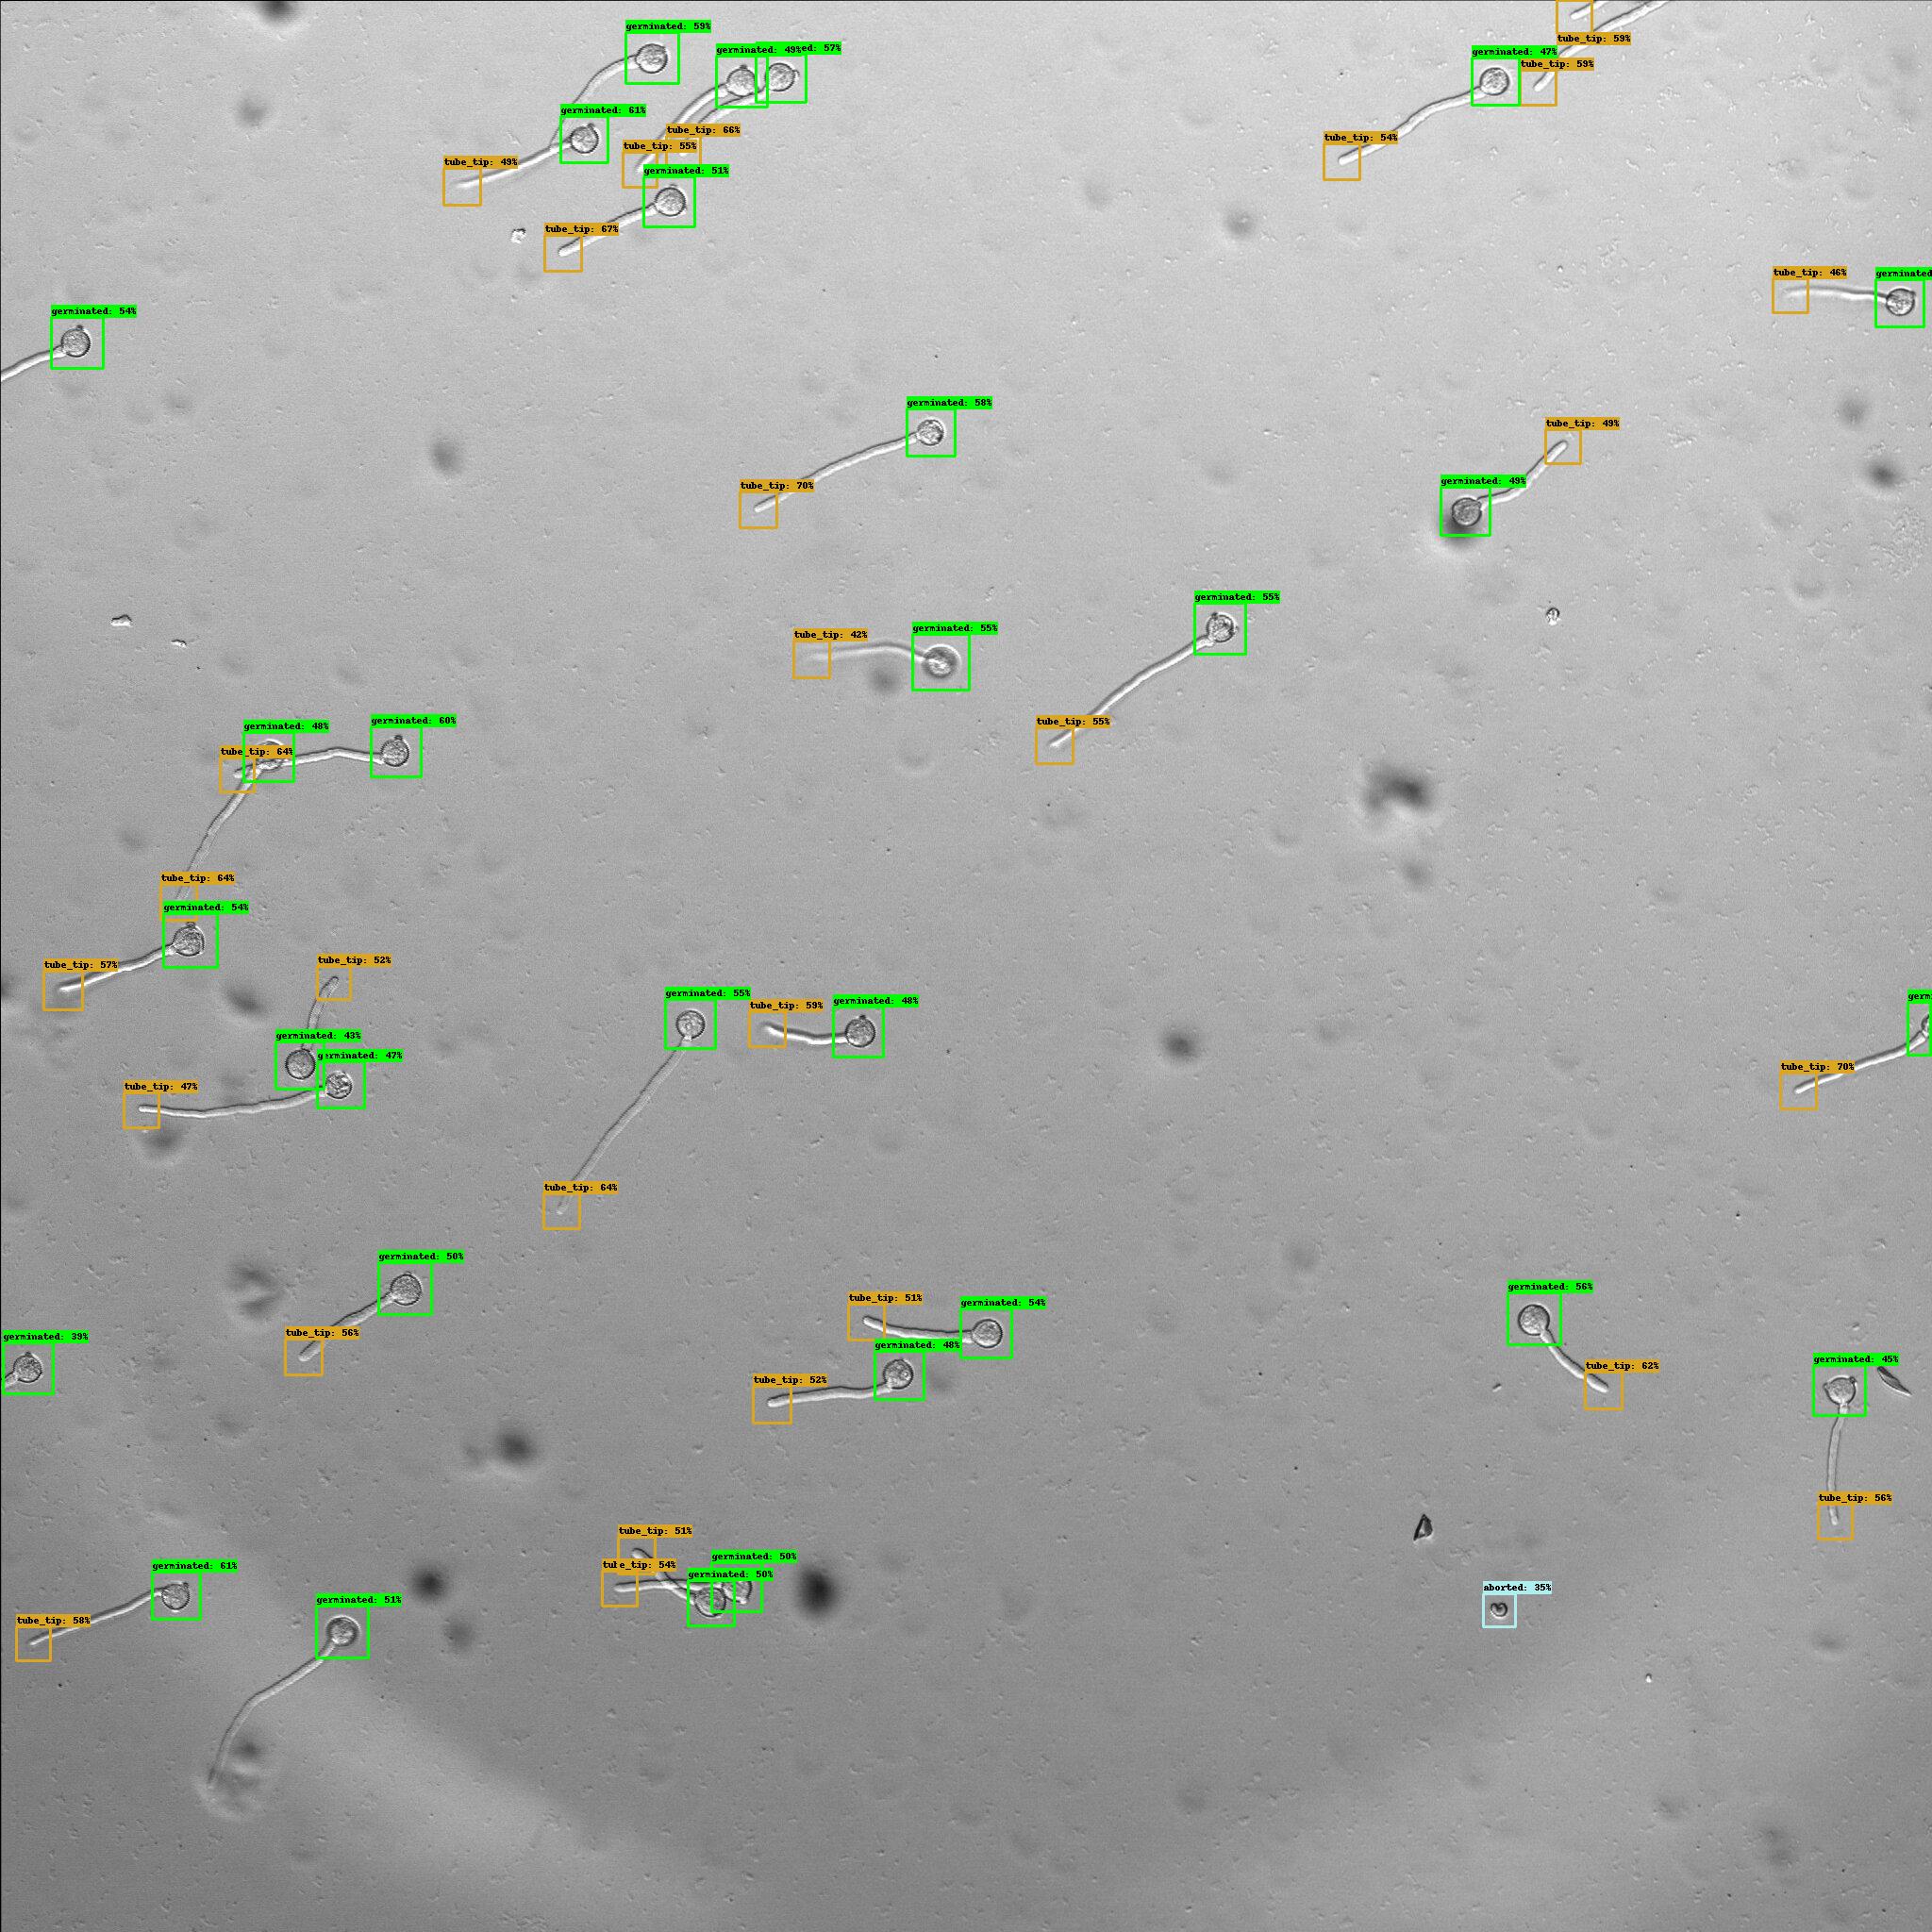 germinated: 59%
germinated: 49%
ed: 57%
tube_tip: 59%
germinated: 47%
tube_tip: 59%
germinated: 61%
tube_tip: 66%
tube_tip: 54%
tube_tip: 55%
tube_tip: 49%
germinated: 51%
tube_tip: 67%
tube_tip: 46%
germinated
germinated: 54%
germinated: 58%
tube_tip: 49%
germinated: 49%
tube_tip: 70%
germinated: 55%
germinated: 55%
tube_tip: 42%
germinated: 60%
tube_tip: 55%
germinated: 48%
tube_tip: 64%
tube_tip: 64%
germinated: 54%
tube_tip: 52%
tube_tip: 57%
germinated: 55%
germ
germinated: 48%
tube_tip: 59%
germinated: 43%
germinated: 47%
tube_tip: 70%
tube_tip: 47%
tube_tip: 64%
germinated: 50%
germinated: 56%
tube_tip: 51%
germinated: 54%
tube_tip: 56%
germinated: 39%
germinated: 48%
germinated: 45%
tube_tip: 62%
tube_tip: 52%
tube_tip: 56%
tube_tip: 51%
germinated: 50%
tube_tip: 54%
germinated: 61%
germinated: 50%
aborted: 35%
germinated: 51%
tube_tip: 58%